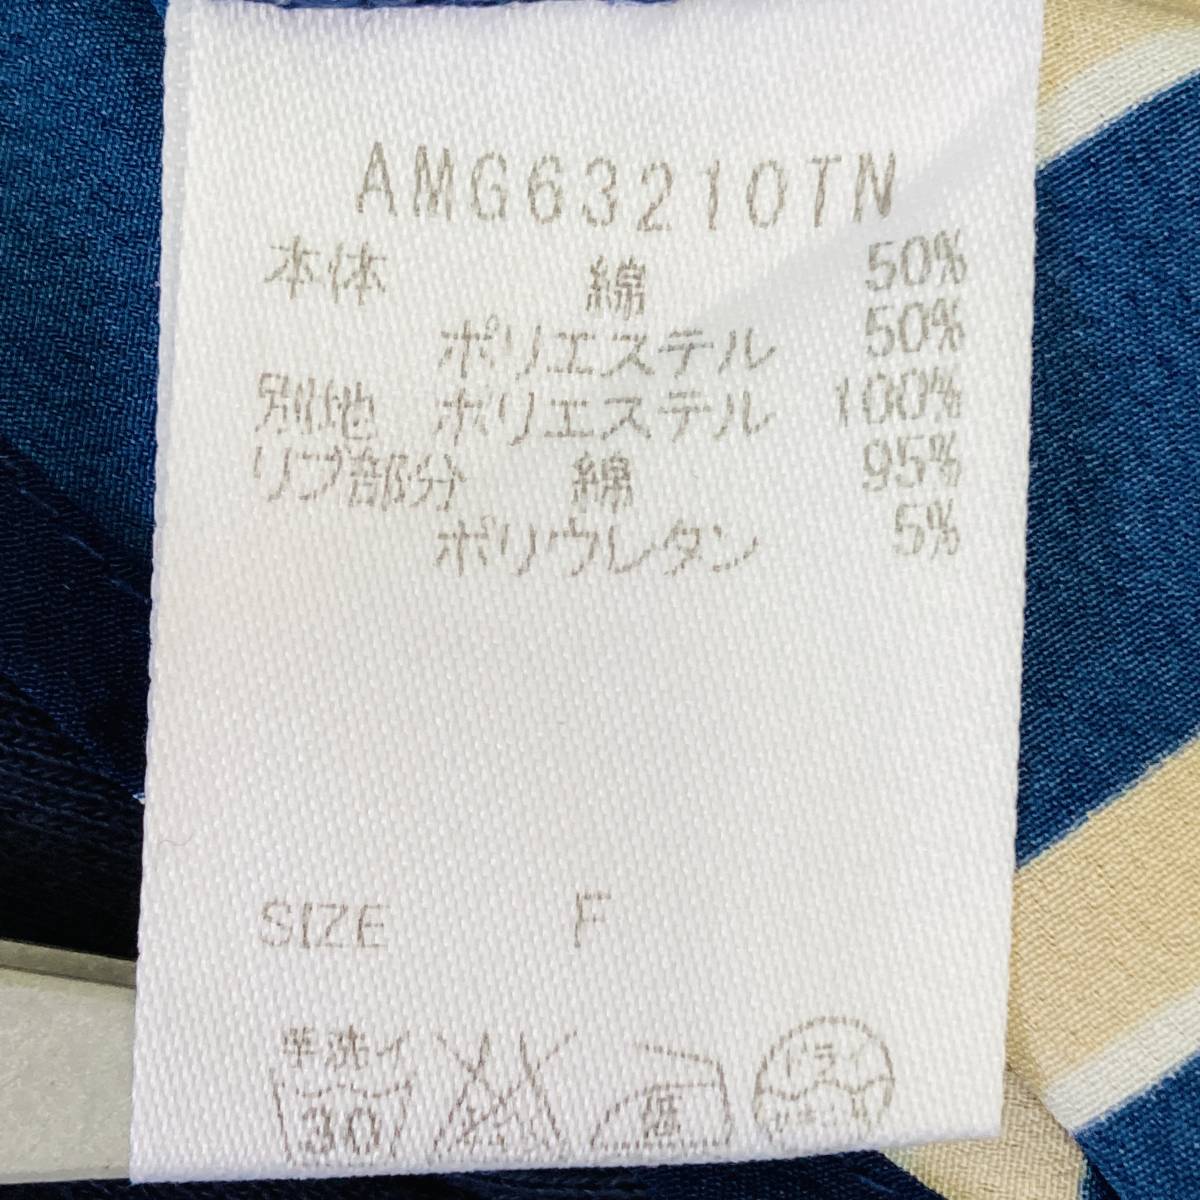 AMG63210TN
本体 綿 50%
ポリエステル 50%
別地 ポリエステル 100%
リブ部分 綿 95%
ポリウレタン 5%
SIZE F
手洗イ 30 低 ドライ